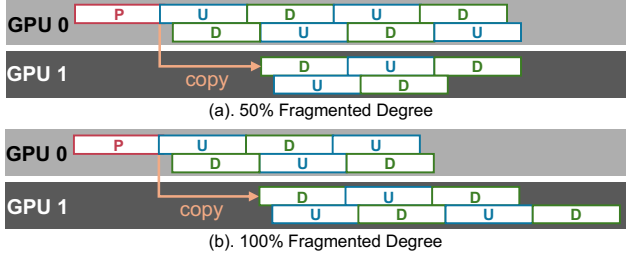 GPU 0 P U D U D
D U D U
GPU 1 D U D
copy U D
(a). 50% Fragmented Degree
GPU 0 P U D U
D U D
GPU 1 D U D
copy U D U D
(b). 100% Fragmented Degree